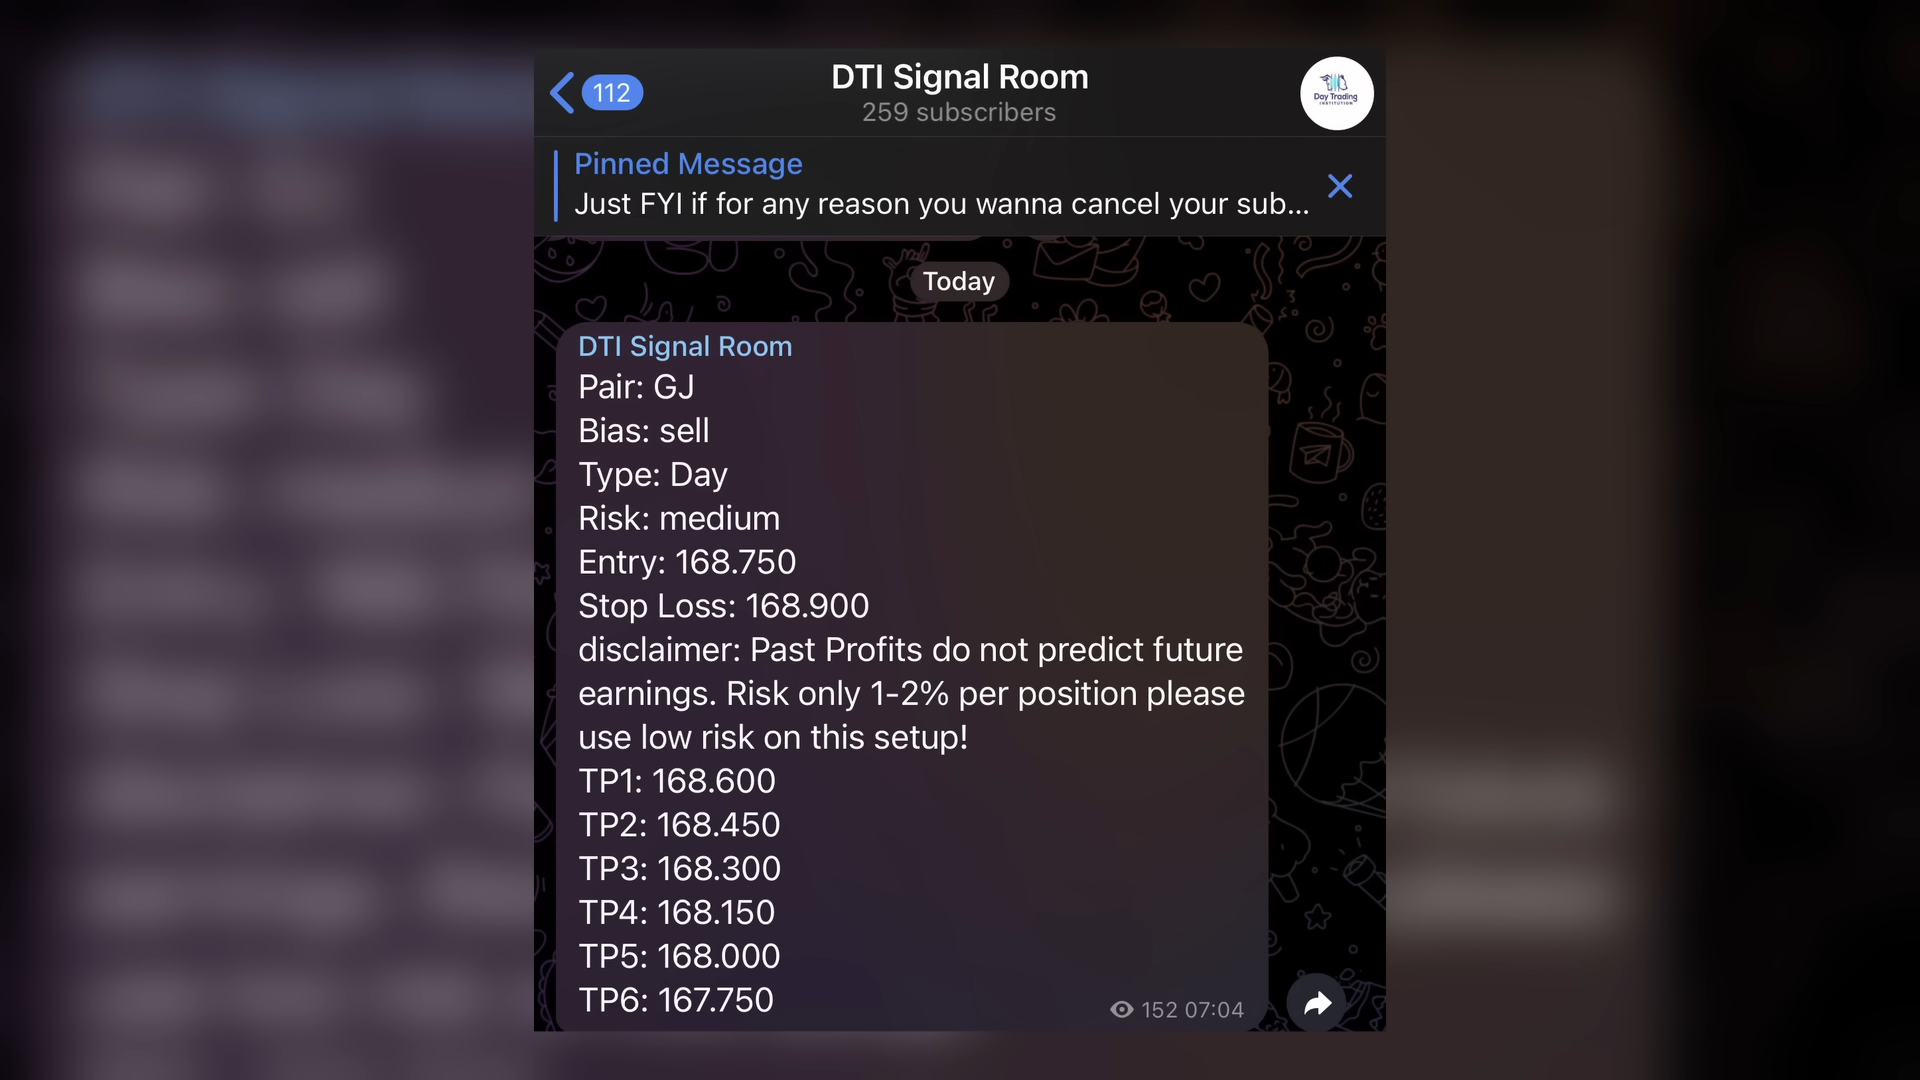 112
DTI Signal Room
259 subscribers
Day Trading
INSTITUTION
Pinned Message
Just FYI if for any reason you wanna cancel your sub...
Today
DTI Signal Room
Pair: GJ
Bias: sell
Type: Day
Risk: medium
Entry: 168.750
Stop Loss: 168.900
disclaimer: Past Profits do not predict future
earnings. Risk only 1-2% per position please
use low risk on this setup!
TP1: 168.600
TP2: 168.450
TP3: 168.300
TP4: 168.150
TP5: 168.000
TP6: 167.750
152 07:04